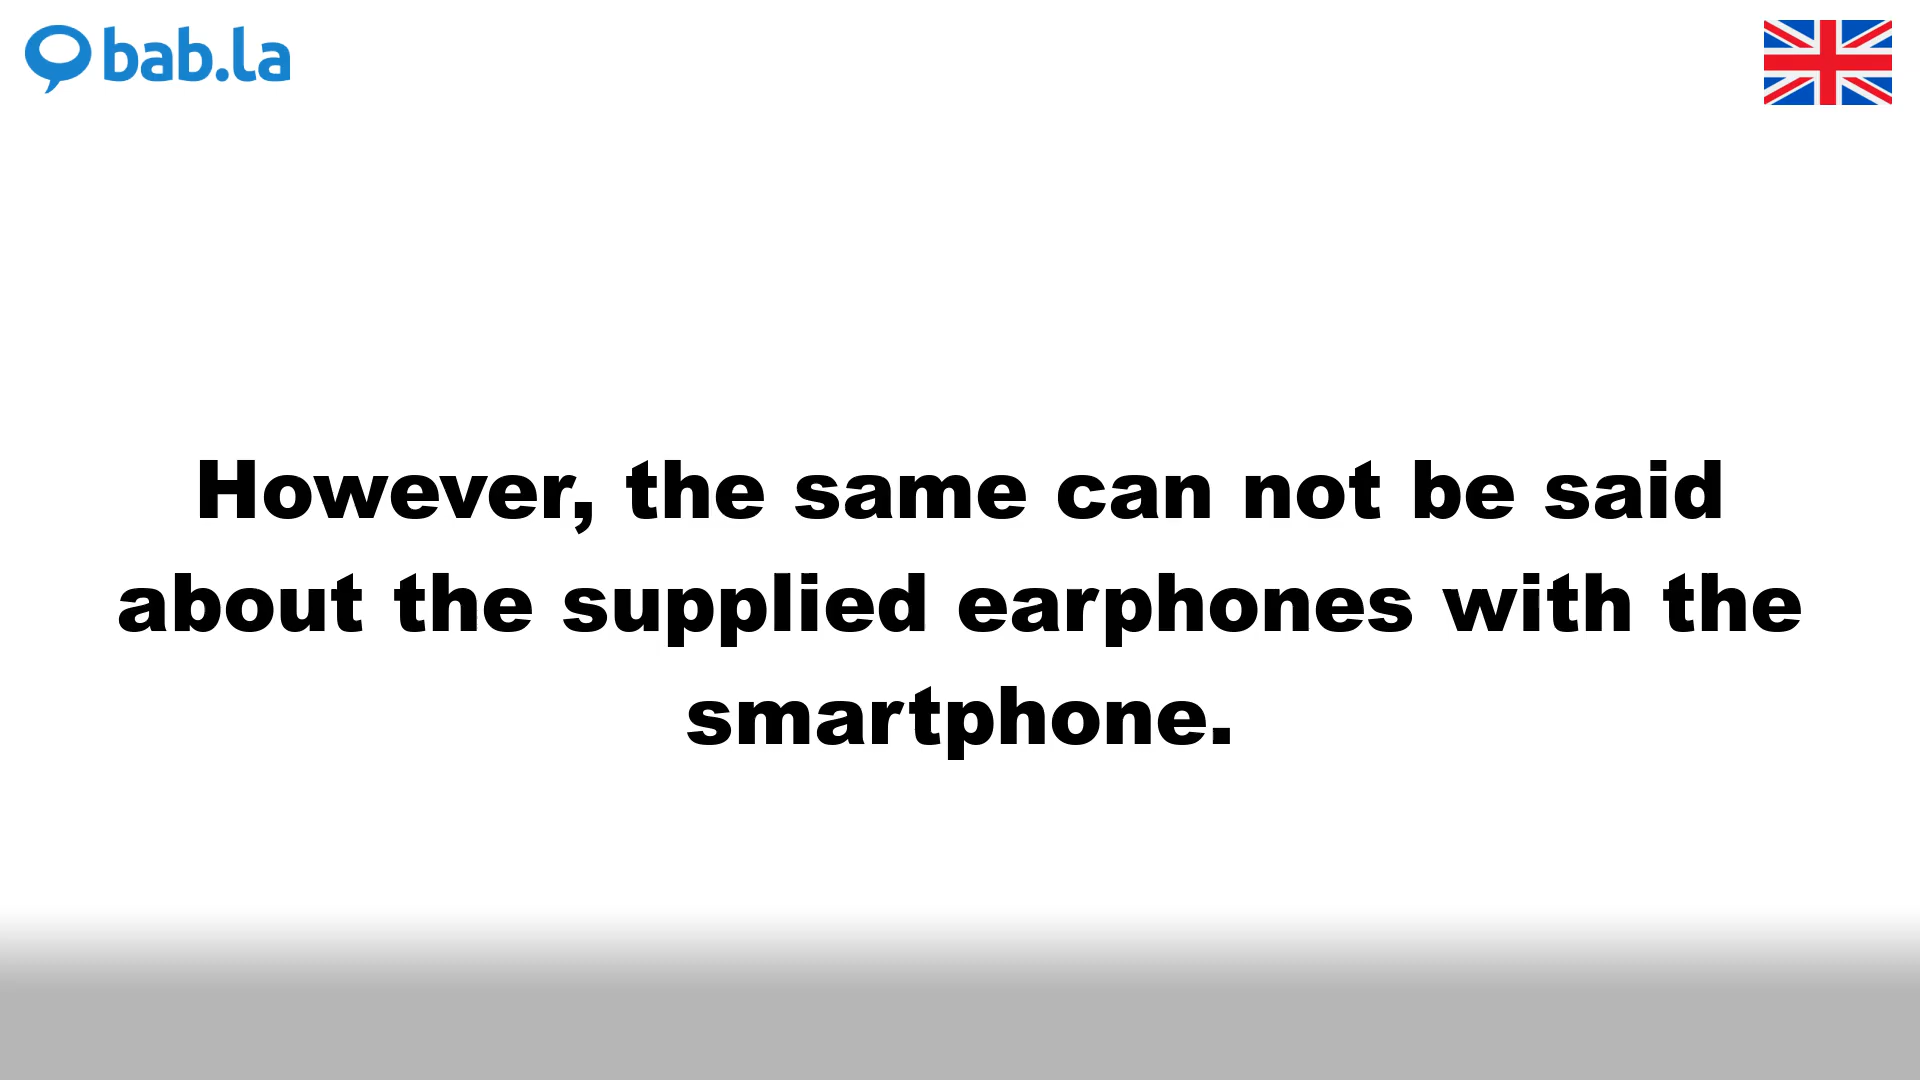 bab.la
However, the same can not be said
about the supplied earphones with the
smartphone.